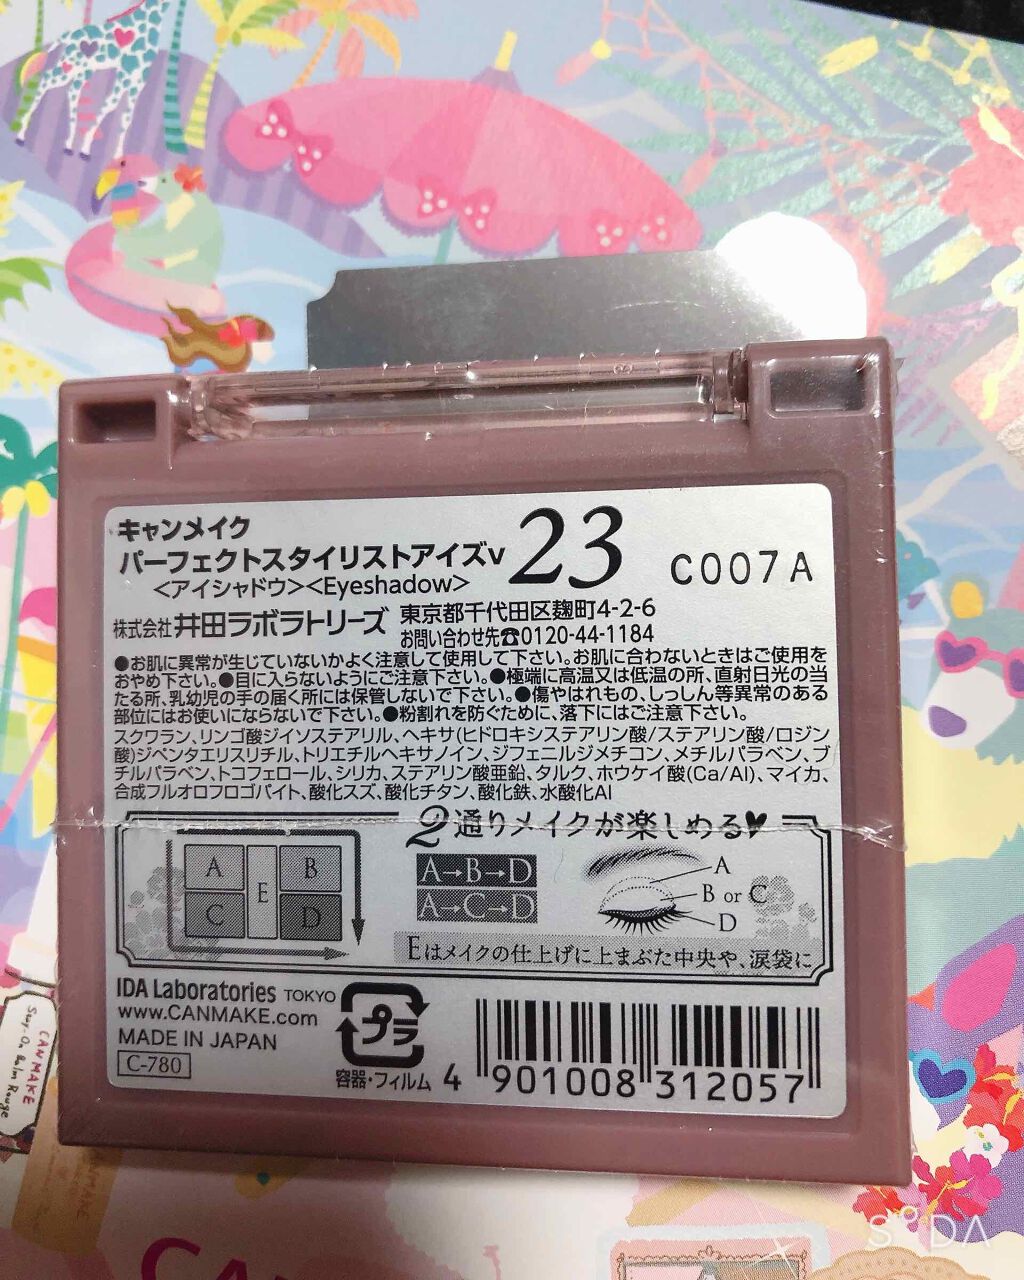 キャンメイク
パーフェクトスタイリストアイズv
23
C007A
<アイシャドウ><Eyeshadow>
株式会社井田ラボラトリーズ
東京都千代田区麹町4-2-6
お問い合わせ先☎0120-44-1184
●お肌に異常が生じていないかよく注意して使用して下さい。お肌に合わないときはご使用を
おやめ下さい。●目に入らないようにご注意下さい。●極端に高温又は低温の所、直射日光の当
たる所、乳幼児の手の届く所には保管しないで下さい。●傷やはれもの、しっしん等異常のある
部位にはお使いにならないで下さい。●粉割れを防ぐために、落下にはご注意下さい。
スクワラン、リンゴ酸ジイソステアリル、ヘキサ(ヒドロキシステアリン酸/ステアリン酸/ロジン
酸)ジペンタエリスリチル、トリエチルヘキサノイン、ジフェニルジメチコン、メチルパラベン、ブ
チルパラベン、トコフェロール、シリカ、ステアリン酸亜鉛、タルク、ホウケイ酸(Ca/Al)、マイカ、
合成フルオロフロゴパイト、酸化スズ、酸化チタン、酸化鉄、水酸化Al
2通りメイクが楽しめる♥
A
B
C
D
E
A→B→D
A→C→D
A
B or C
D
Eはメイクの仕上げに上まぶた中央や、涙袋に
IDA Laboratories TOKYO
www.CANMAKE.com
MADE IN JAPAN
C-780
プラ
容器・フィルム
4 901008 312057
CANMAKE
Stay-On Balm Rouge